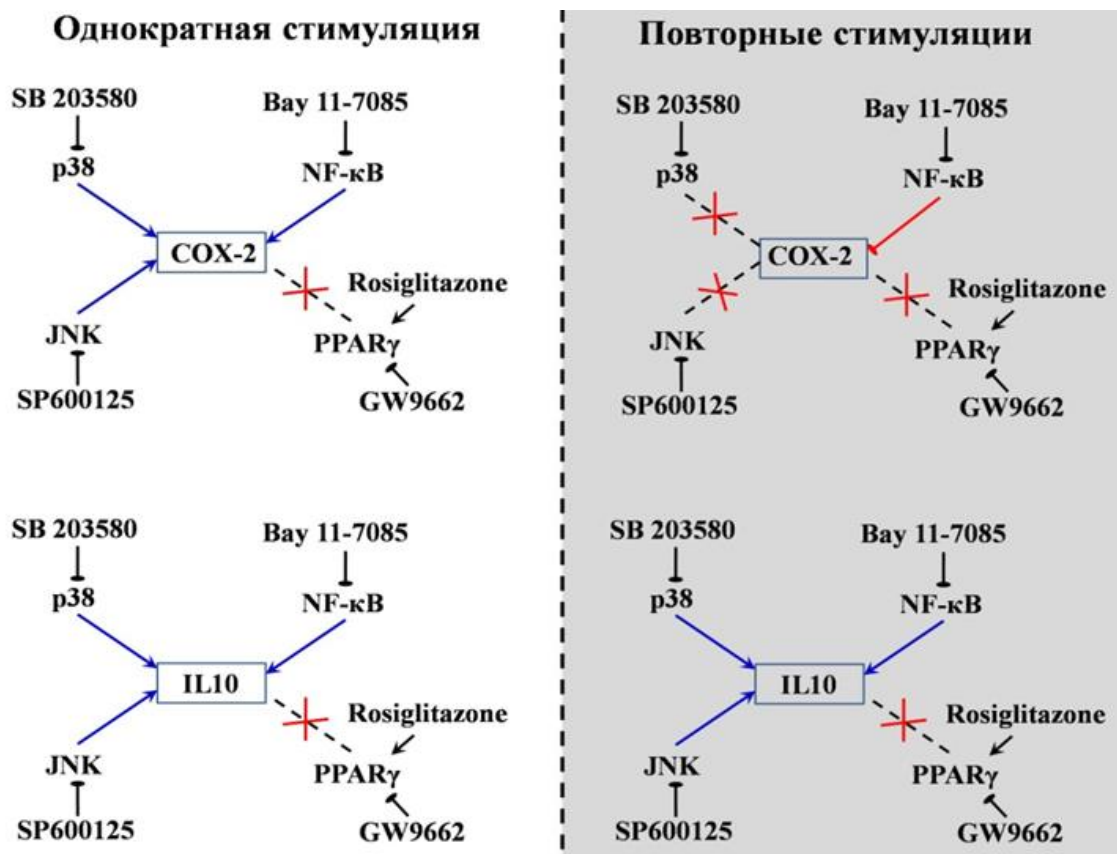 Однократная стимуляция
SB 203580
Bay 11-7085
p38
NF-κB
COX-2
Rosiglitazone
JNK
PPARγ
SP600125
GW9662
Повторные стимуляции
SB 203580
Bay 11-7085
p38
NF-κB
COX-2
Rosiglitazone
JNK
PPARγ
SP600125
GW9662
SB 203580
Bay 11-7085
p38
NF-κB
IL10
Rosiglitazone
JNK
PPARγ
SP600125
GW9662
SB 203580
Bay 11-7085
p38
NF-κB
IL10
Rosiglitazone
JNK
PPARγ
SP600125
GW9662